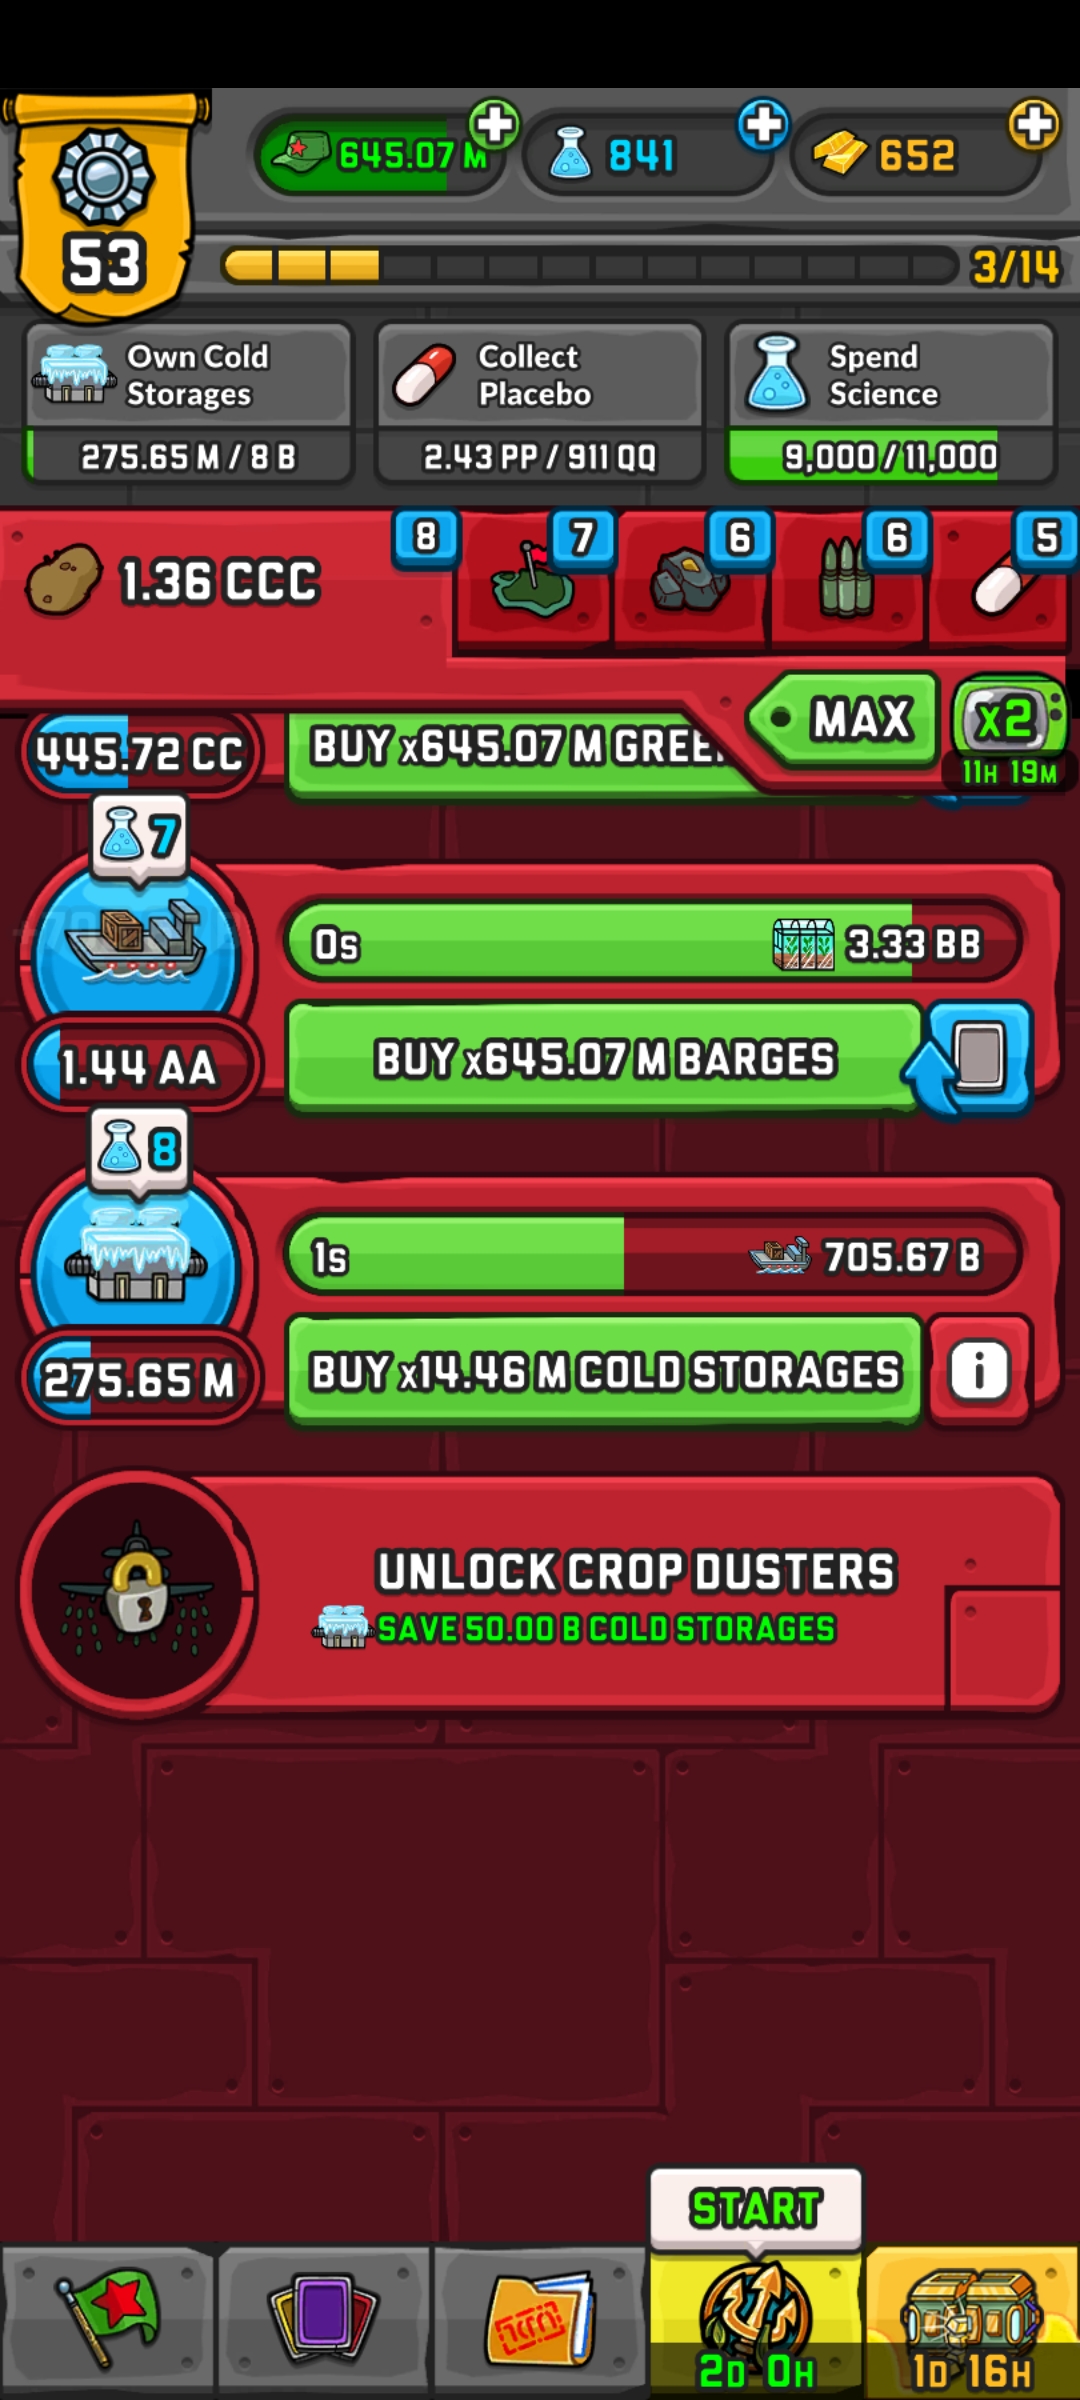 645.07 M
841
652
53
3/14
Own Cold
Storages
275.65 M / 8 B
Collect
Placebo
2.43 PP / 911 QQ
Spend
Science
9,000 / 11,000
1.36 CCC
8
7
6
6
5
MAX
x2
11H 19M
445.72 CC
BUY x645.07 M
7
0s
3.33 BB
1.44 AA
BUY x645.07 M BARGES
8
1s
705.67 B
275.65 M
BUY x14.46 M COLD STORAGES
i
UNLOCK CROP DUSTERS
SAVE 50.00 B COLD STORAGES
START
2D 0H
1D 16H